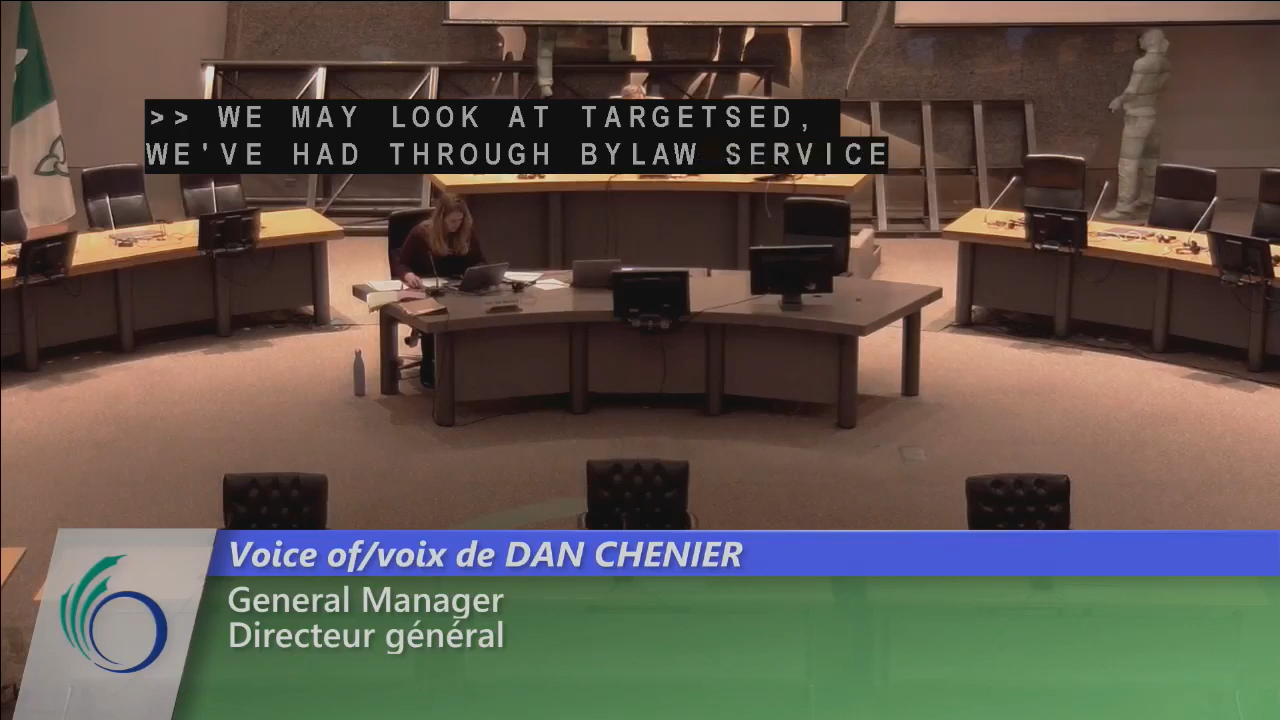 >> WE MAY LOOK AT TARGETSED,
WE'VE HAD THROUGH BYLAW SERVICE
Voice of/voix de DAN CHENIER
General Manager
Directeur général